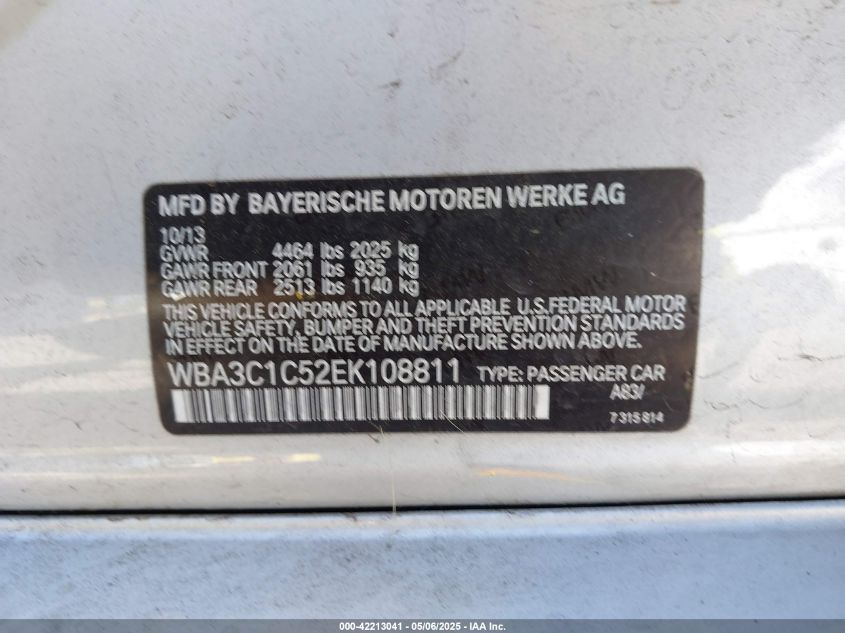 MFD BY BAYERISCHE MOTOREN WERKE AG
10/13
GVWR 4464 lbs 2025 kg
GAWR FRONT 2061 lbs 935 kg
GAWR REAR 2513 lbs 1140 kg
THIS VEHICLE CONFORMS TO ALL APPLICABLE U.S.FEDERAL MOTOR
VEHICLE SAFETY, BUMPER AND THEFT PREVENTION STANDARDS
IN EFFECT ON THE DATE OF MANUFACTURE SHOWN ABOVE.
WBA3C1C52EK108811 TYPE: PASSENGER CAR
A83/
7315814
000-42213041 - 05/06/2025 - IAA Inc.